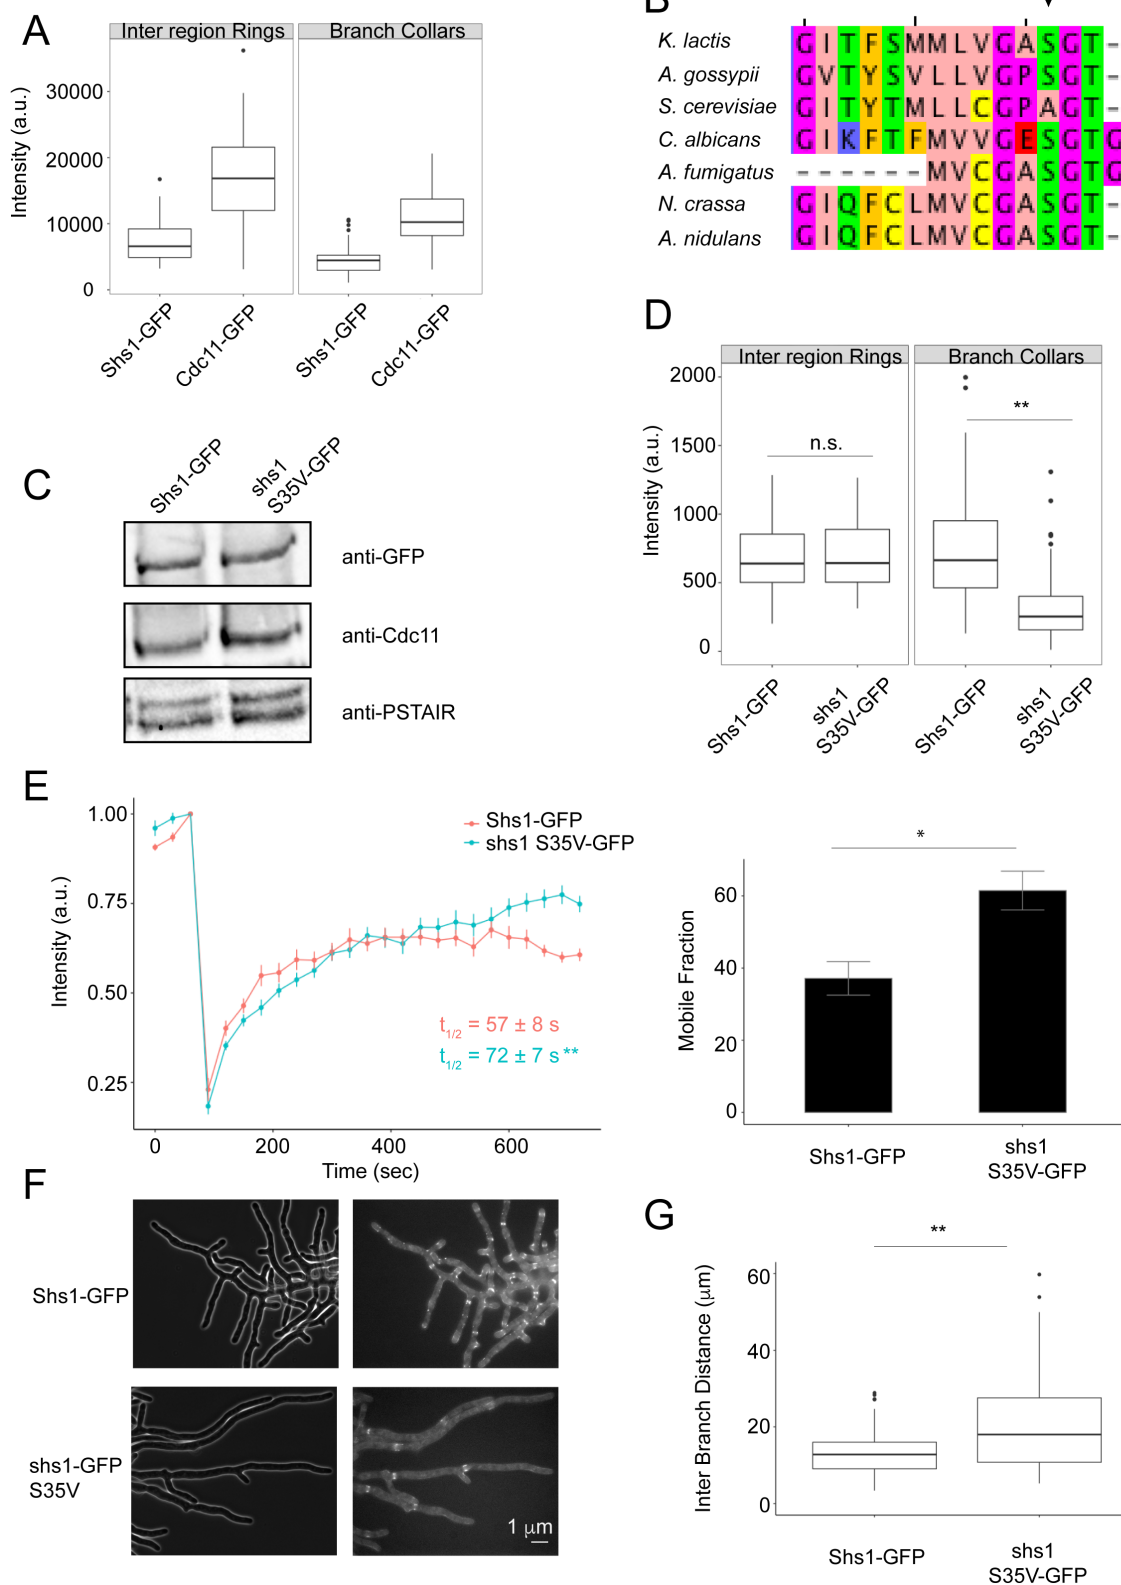 A
Inter region Rings
Branch Collars
Intensity (a.u.)
30000
20000
10000
0
Shs1-GFP
Cdc11-GFP
Shs1-GFP
Cdc11-GFP
B
K. lactis GITFSMMLVGASGT-
A. gossypii GVTYSVLLVGPSGT-
S. cerevisiae GITYTMLLCGPAGT-
C. albicans GIKFTFMVVGESGTG
A. fumigatus ------MVCGASGTG
N. crassa GIQFCLMVCGASGT-
A. nidulans GIQFCLMVCGASGT-
C
Shs1-GFP
shs1
S35V-GFP
anti-GFP
anti-Cdc11
anti-PSTAIR
D
Inter region Rings
Branch Collars
Intensity (a.u.)
2000
1500
1000
500
0
n.s.
**
Shs1-GFP
shs1
S35V-GFP
Shs1-GFP
shs1
S35V-GFP
E
Intensity (a.u.)
1.00
0.75
0.50
0.25
Shs1-GFP
shs1 S35V-GFP
t1/2 = 57 ± 8 s
t1/2 = 72 ± 7 s **
0
200
400
600
Time (sec)
Mobile Fraction
60
40
20
0
*
Shs1-GFP
shs1
S35V-GFP
F
Shs1-GFP
shs1-GFP
S35V
1 µm
G
Inter Branch Distance (µm)
60
40
20
0
**
Shs1-GFP
shs1
S35V-GFP